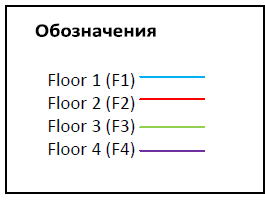 Обозначения
Floor 1 (F1)
Floor 2 (F2)
Floor 3 (F3)
Floor 4 (F4)